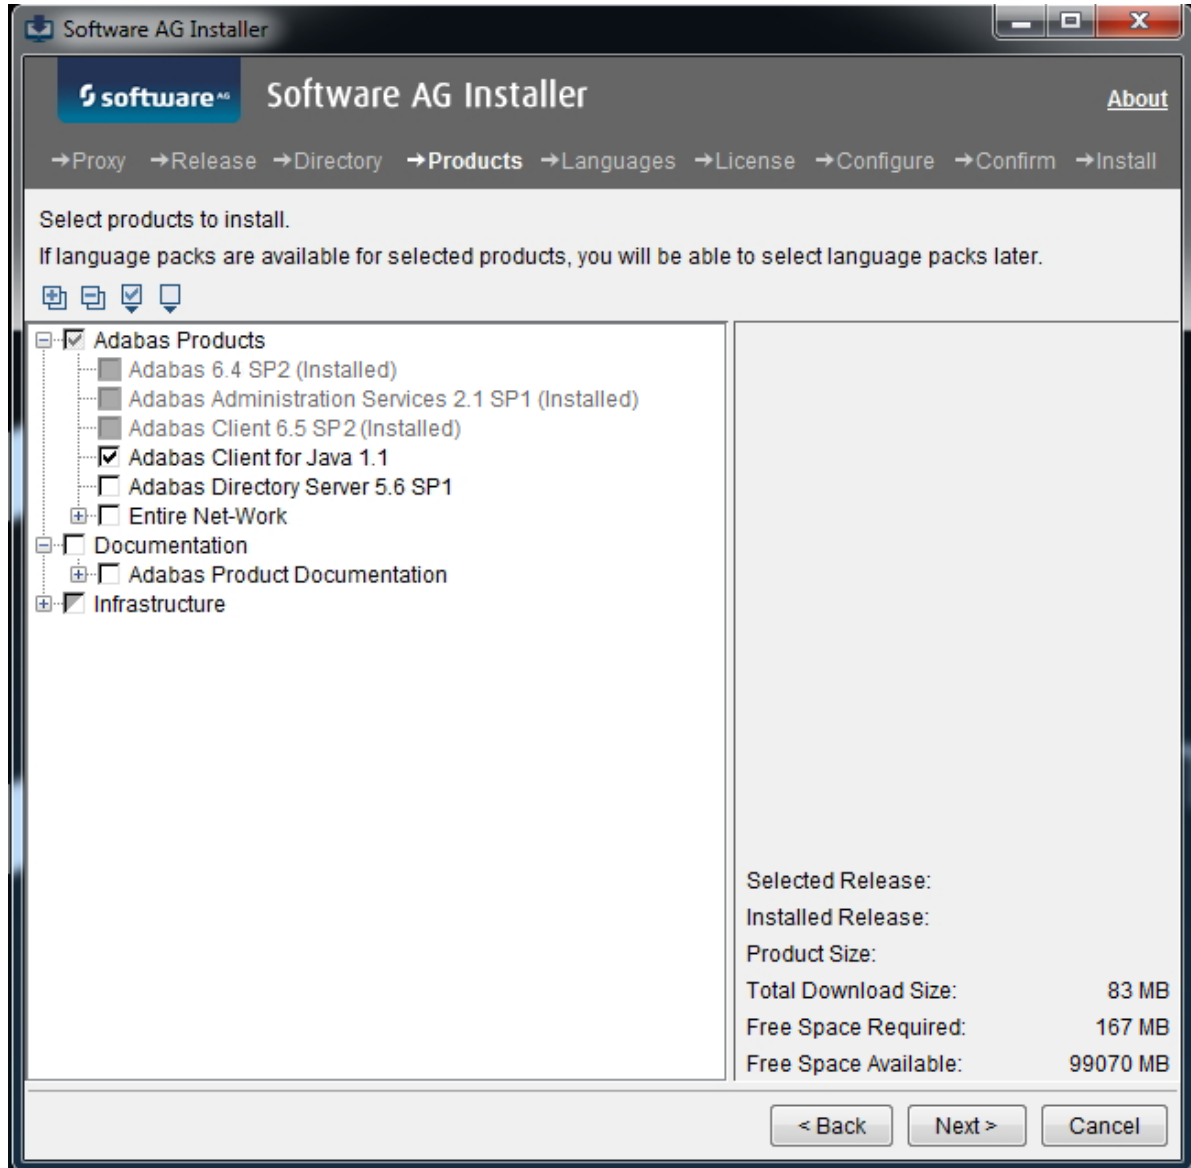 Software AG Installer
software AG
Software AG Installer
About
→Proxy →Release →Directory →Products →Languages →License →Configure →Confirm →Install
Select products to install.
If language packs are available for selected products, you will be able to select language packs later.
Adabas Products
Adabas 6.4 SP2 (Installed)
Adabas Administration Services 2.1 SP1 (Installed)
Adabas Client 6.5 SP2 (Installed)
Adabas Client for Java 1.1
Adabas Directory Server 5.6 SP1
Entire Net-Work
Documentation
Adabas Product Documentation
Infrastructure
Selected Release:
Installed Release:
Product Size:
Total Download Size: 83 MB
Free Space Required: 167 MB
Free Space Available: 99070 MB
< Back Next > Cancel